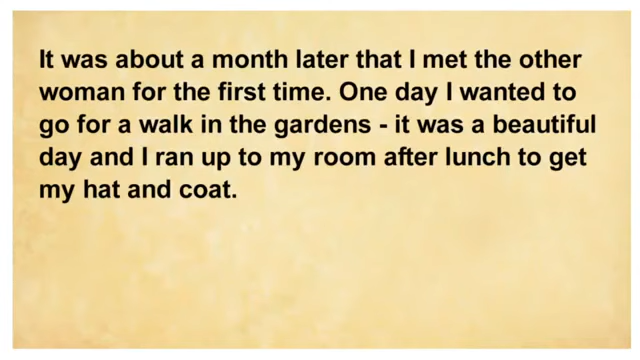 It was about a month later that I met the other
woman for the first time. One day I wanted to
go for a walk in the gardens - it was a beautiful
day and I ran up to my room after lunch to get
my hat and coat.